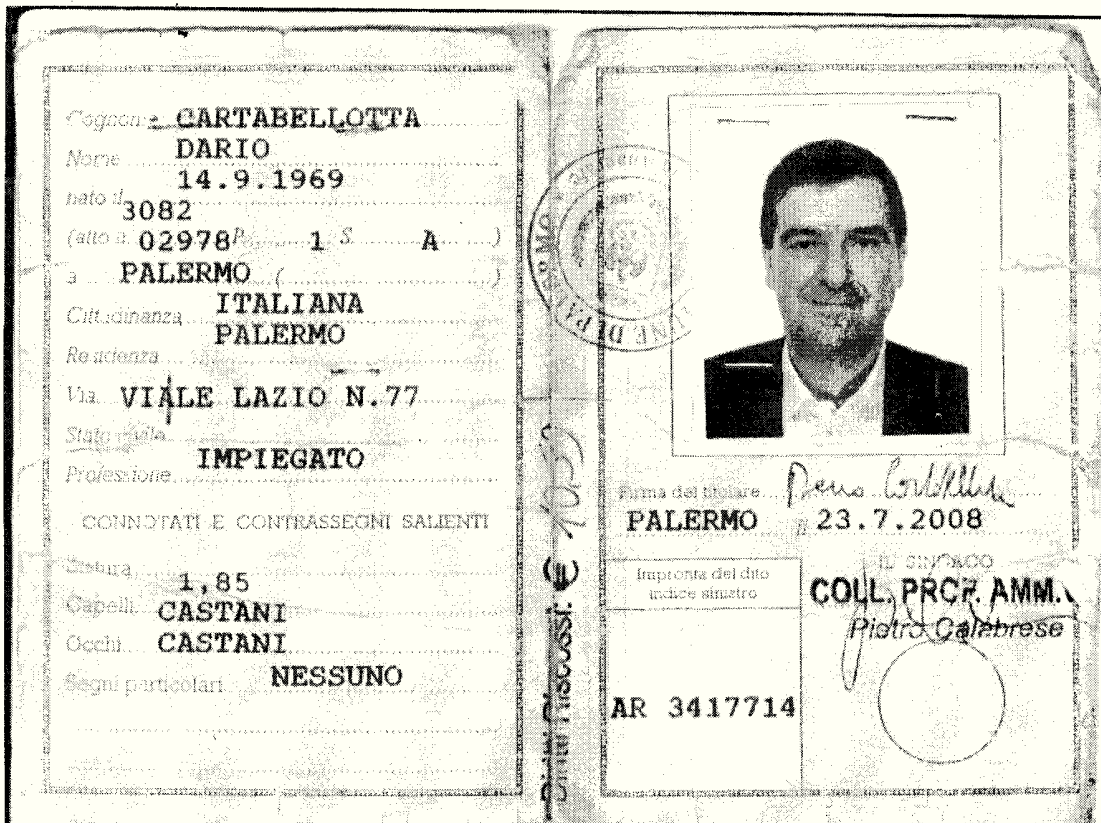 Cognome CARTABELLOTTA
Nome DARIO
nato il 14.9.1969
3082
(atto n. 02978 P. 1 S. A )
a PALERMO ( )
Cittadinanza ITALIANA
Residenza PALERMO
Via VIALE LAZIO N.77
Stato civile
Professione IMPIEGATO
CONNOTATI E CONTRASSEGNI SALIENTI
Statura 1,85
Capelli CASTANI
Occhi CASTANI
Segni particolari NESSUNO
Diritti Riscossi: €
Firma del titolare
PALERMO li 23.7.2008
Impronta del dito
indice sinistro
IL SINDACO
COLL. PROF. AMM.
Pietro Calabrese
AR 3417714